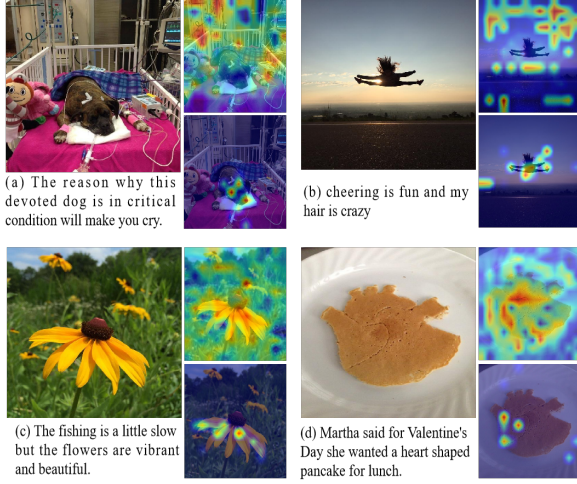 (a) The reason why this
devoted dog is in critical
condition will make you cry.
(b) cheering is fun and my
hair is crazy
(c) The fishing is a little slow
but the flowers are vibrant
and beautiful.
(d) Martha said for Valentine's
Day she wanted a heart shaped
pancake for lunch.